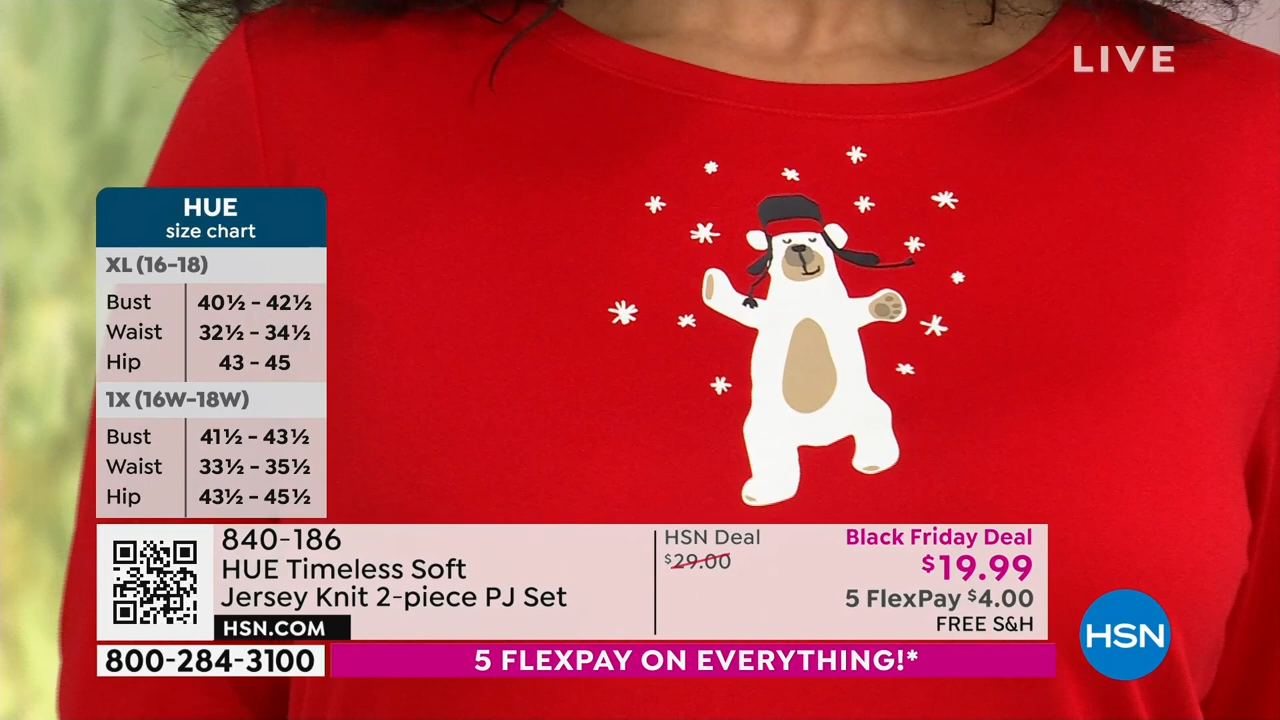 LIVE
HUE
size chart
XL (16-18)
Bust 40½ - 42½
Waist 32½ - 34½
Hip 43 - 45
1X (16W-18W)
Bust 41½ - 43½
Waist 33½ - 35½
Hip 43½ - 45½
840-186
HUE Timeless Soft
Jersey Knit 2-piece PJ Set
HSN.COM
HSN Deal
$29.00
Black Friday Deal
$19.99
5 FlexPay $4.00
FREE S&H
800-284-3100
5 FLEXPAY ON EVERYTHING!*
HSN